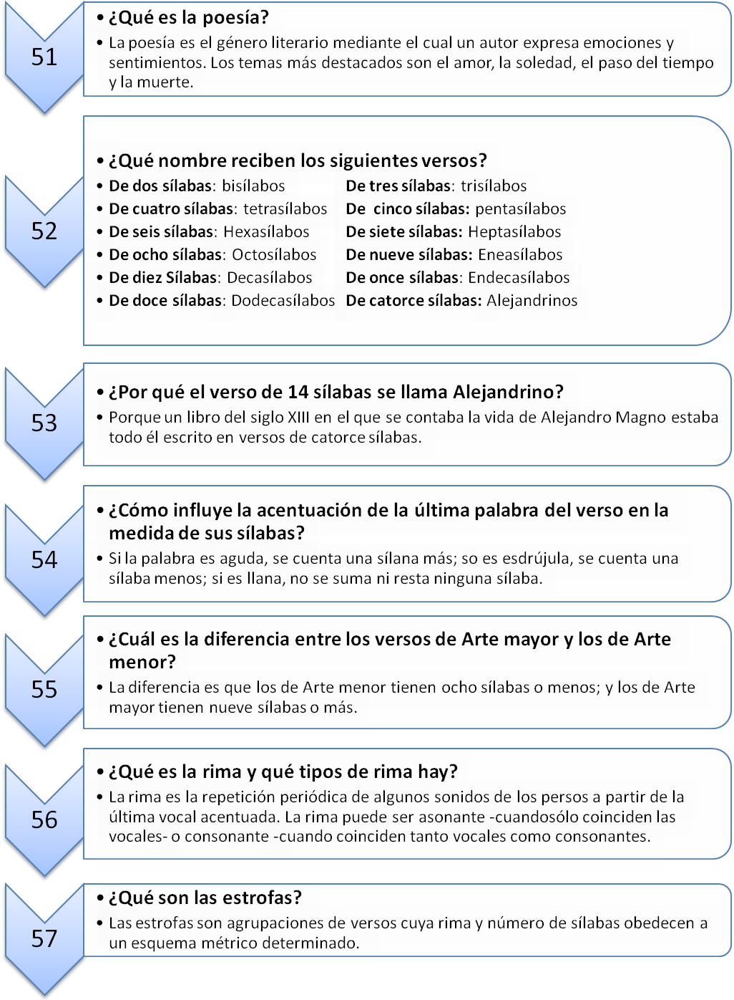 51
• ¿Qué es la poesía?
• La poesía es el género literario mediante el cual un autor expresa emociones y
sentimientos. Los temas más destacados son el amor, la soledad, el paso del tiempo
y la muerte.
52
• ¿Qué nombre reciben los siguientes versos?
• De dos sílabas: bisílabos De tres sílabas: trisílabos
• De cuatro sílabas: tetrasílabos De cinco sílabas: pentasílabos
• De seis sílabas: Hexasílabos De siete sílabas: Heptasílabos
• De ocho sílabas: Octosílabos De nueve sílabas: Eneasílabos
• De diez Sílabas: Decasílabos De once sílabas: Endecasílabos
• De doce sílabas: Dodecasílabos De catorce sílabas: Alejandrinos
53
• ¿Por qué el verso de 14 sílabas se llama Alejandrino?
• Porque un libro del siglo XIII en el que se contaba la vida de Alejandro Magno estaba
todo él escrito en versos de catorce sílabas.
54
• ¿Cómo influye la acentuación de la última palabra del verso en la
medida de sus sílabas?
• Si la palabra es aguda, se cuenta una sílana más; so es esdrújula, se cuenta una
sílaba menos; si es llana, no se suma ni resta ninguna sílaba.
55
• ¿Cuál es la diferencia entre los versos de Arte mayor y los de Arte
menor?
• La diferencia es que los de Arte menor tienen ocho sílabas o menos; y los de Arte
mayor tienen nueve sílabas o más.
56
• ¿Qué es la rima y qué tipos de rima hay?
• La rima es la repetición periódica de algunos sonidos de los persos a partir de la
última vocal acentuada. La rima puede ser asonante -cuandosólo coinciden las
vocales- o consonante -cuando coinciden tanto vocales como consonantes.
57
• ¿Qué son las estrofas?
• Las estrofas son agrupaciones de versos cuya rima y número de sílabas obedecen a
un esquema métrico determinado.